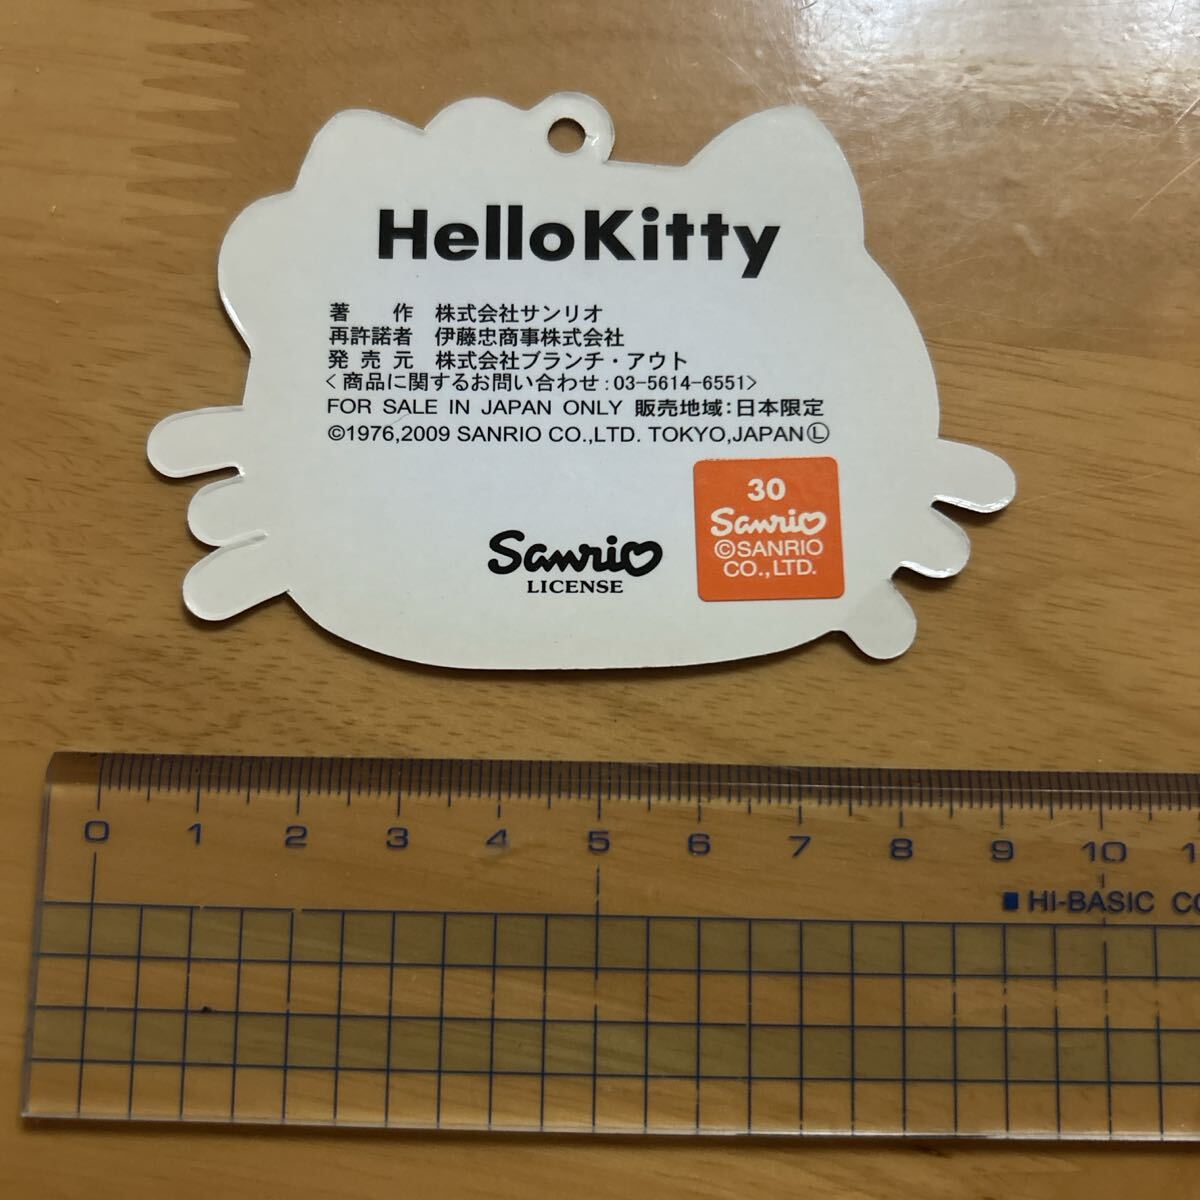 HelloKitty
著　作　株式会社サンリオ
再許諾者　伊藤忠商事株式会社
発 売 元　株式会社ブランチ・アウト
<商品に関するお問い合わせ:03-5614-6551>
FOR SALE IN JAPAN ONLY 販売地域:日本限定
©1976,2009 SANRIO CO.,LTD. TOKYO,JAPAN Ⓛ
30
Sanrio
©SANRIO
CO.,LTD.
Sanrio
LICENSE
0 1 2 3 4 5 6 7 8 9 10
■ HI-BASIC